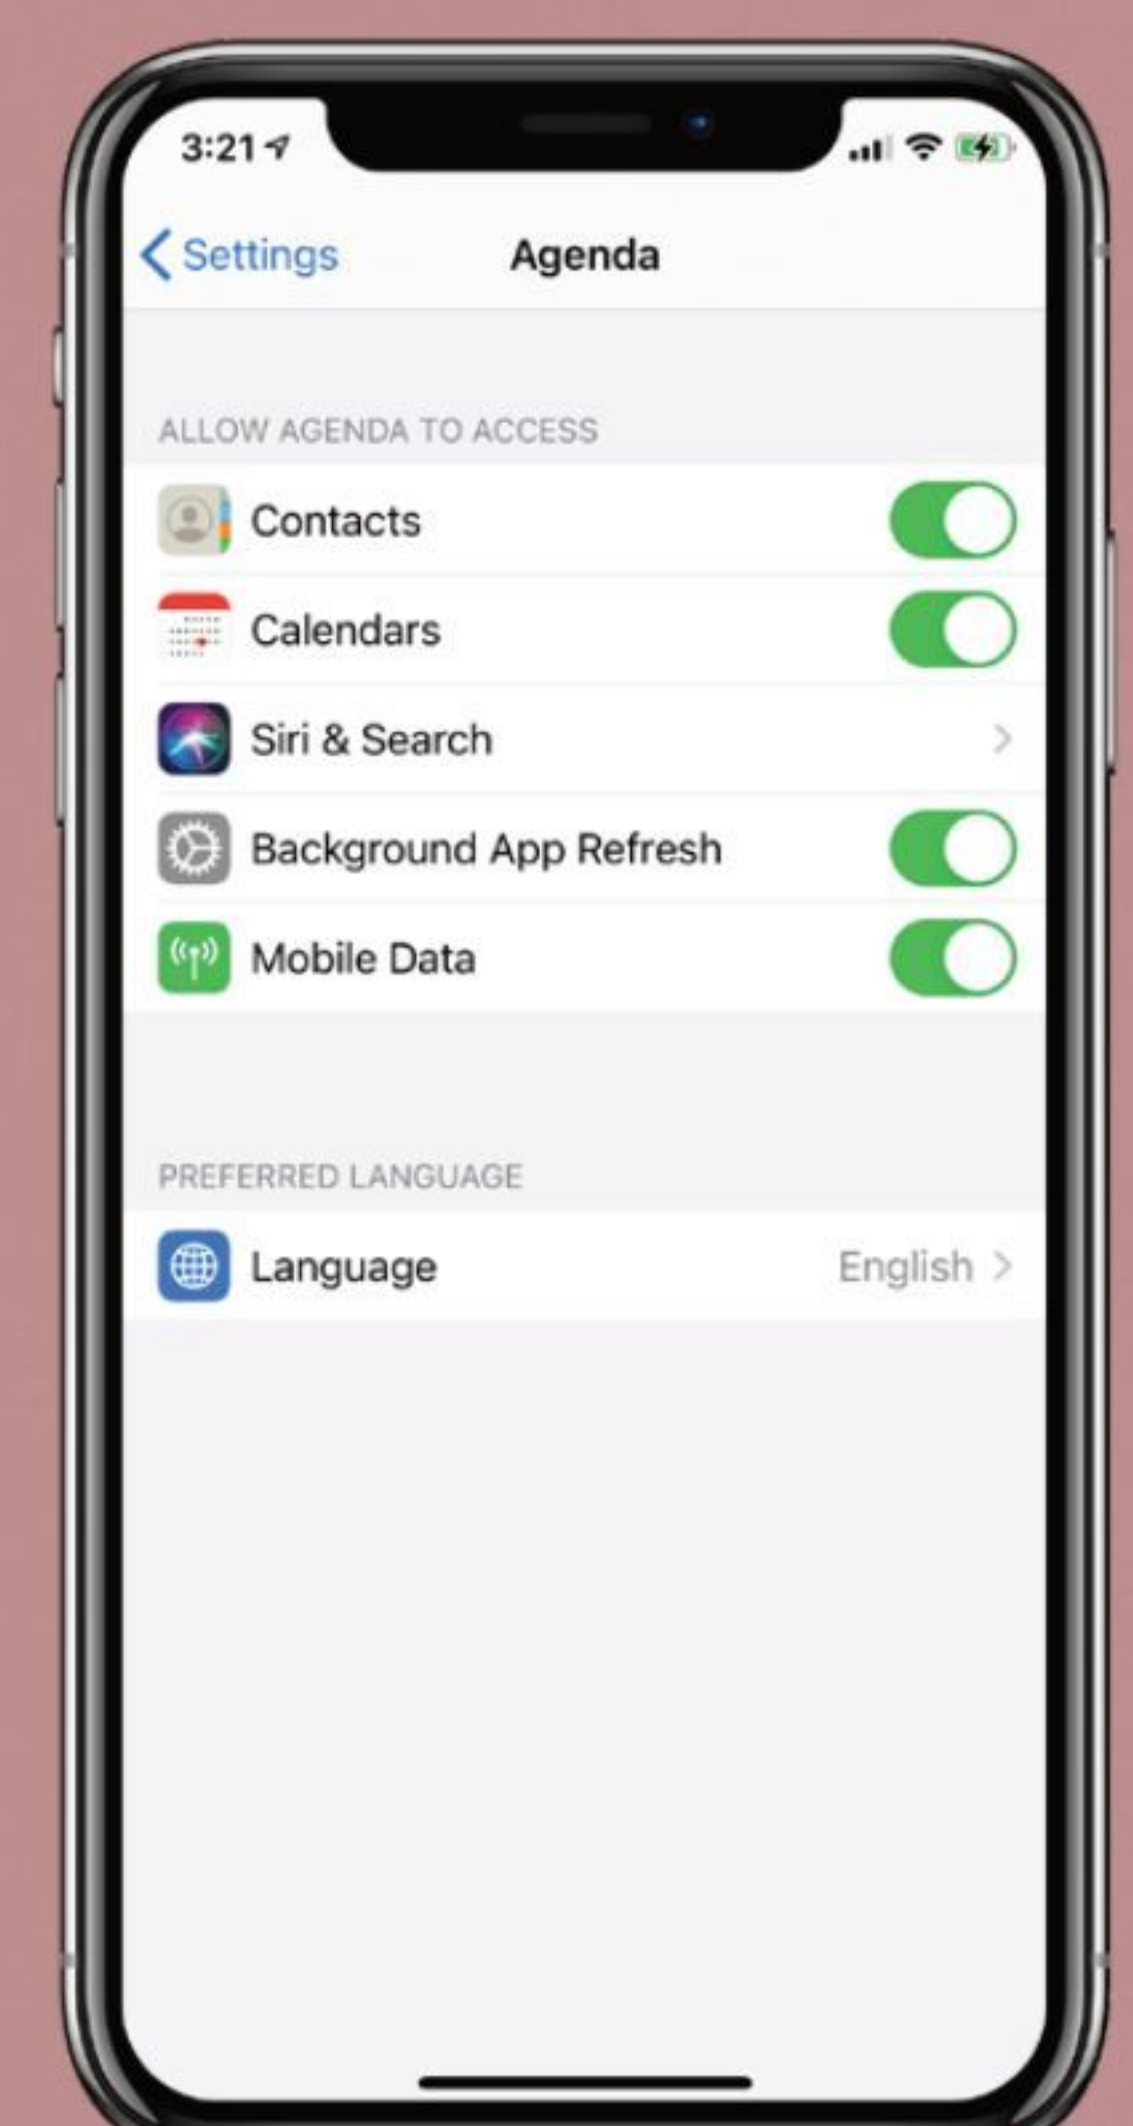 3:21
Settings
Agenda
ALLOW AGENDA TO ACCESS
Contacts
Calendars
Siri & Search
Background App Refresh
Mobile Data
PREFERRED LANGUAGE
Language
English